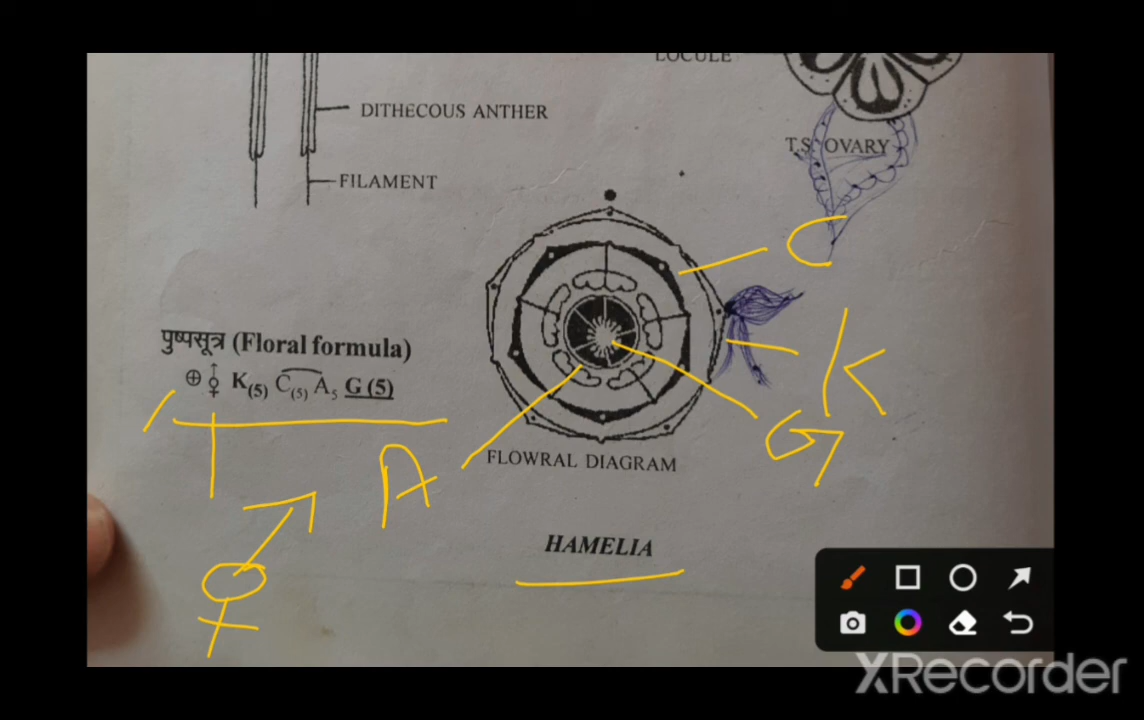 LOCULE
DITHECOUS ANTHER
T.S. OVARY
FILAMENT
C
पुष्पसूत्र (Floral formula)
⊕ ⚥ K(5) C(5) A5 G (5)
K
G
A
FLOWRAL DIAGRAM
HAMELIA
XRecorder